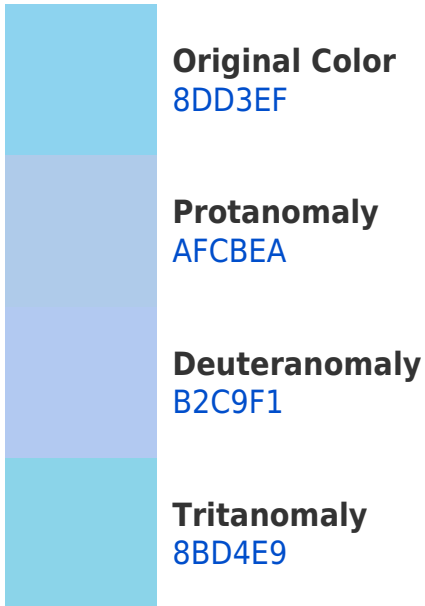 Original Color
8DD3EF
Protanomaly
AFCBEA
Deuteranomaly
B2C9F1
Tritanomaly
8BD4E9